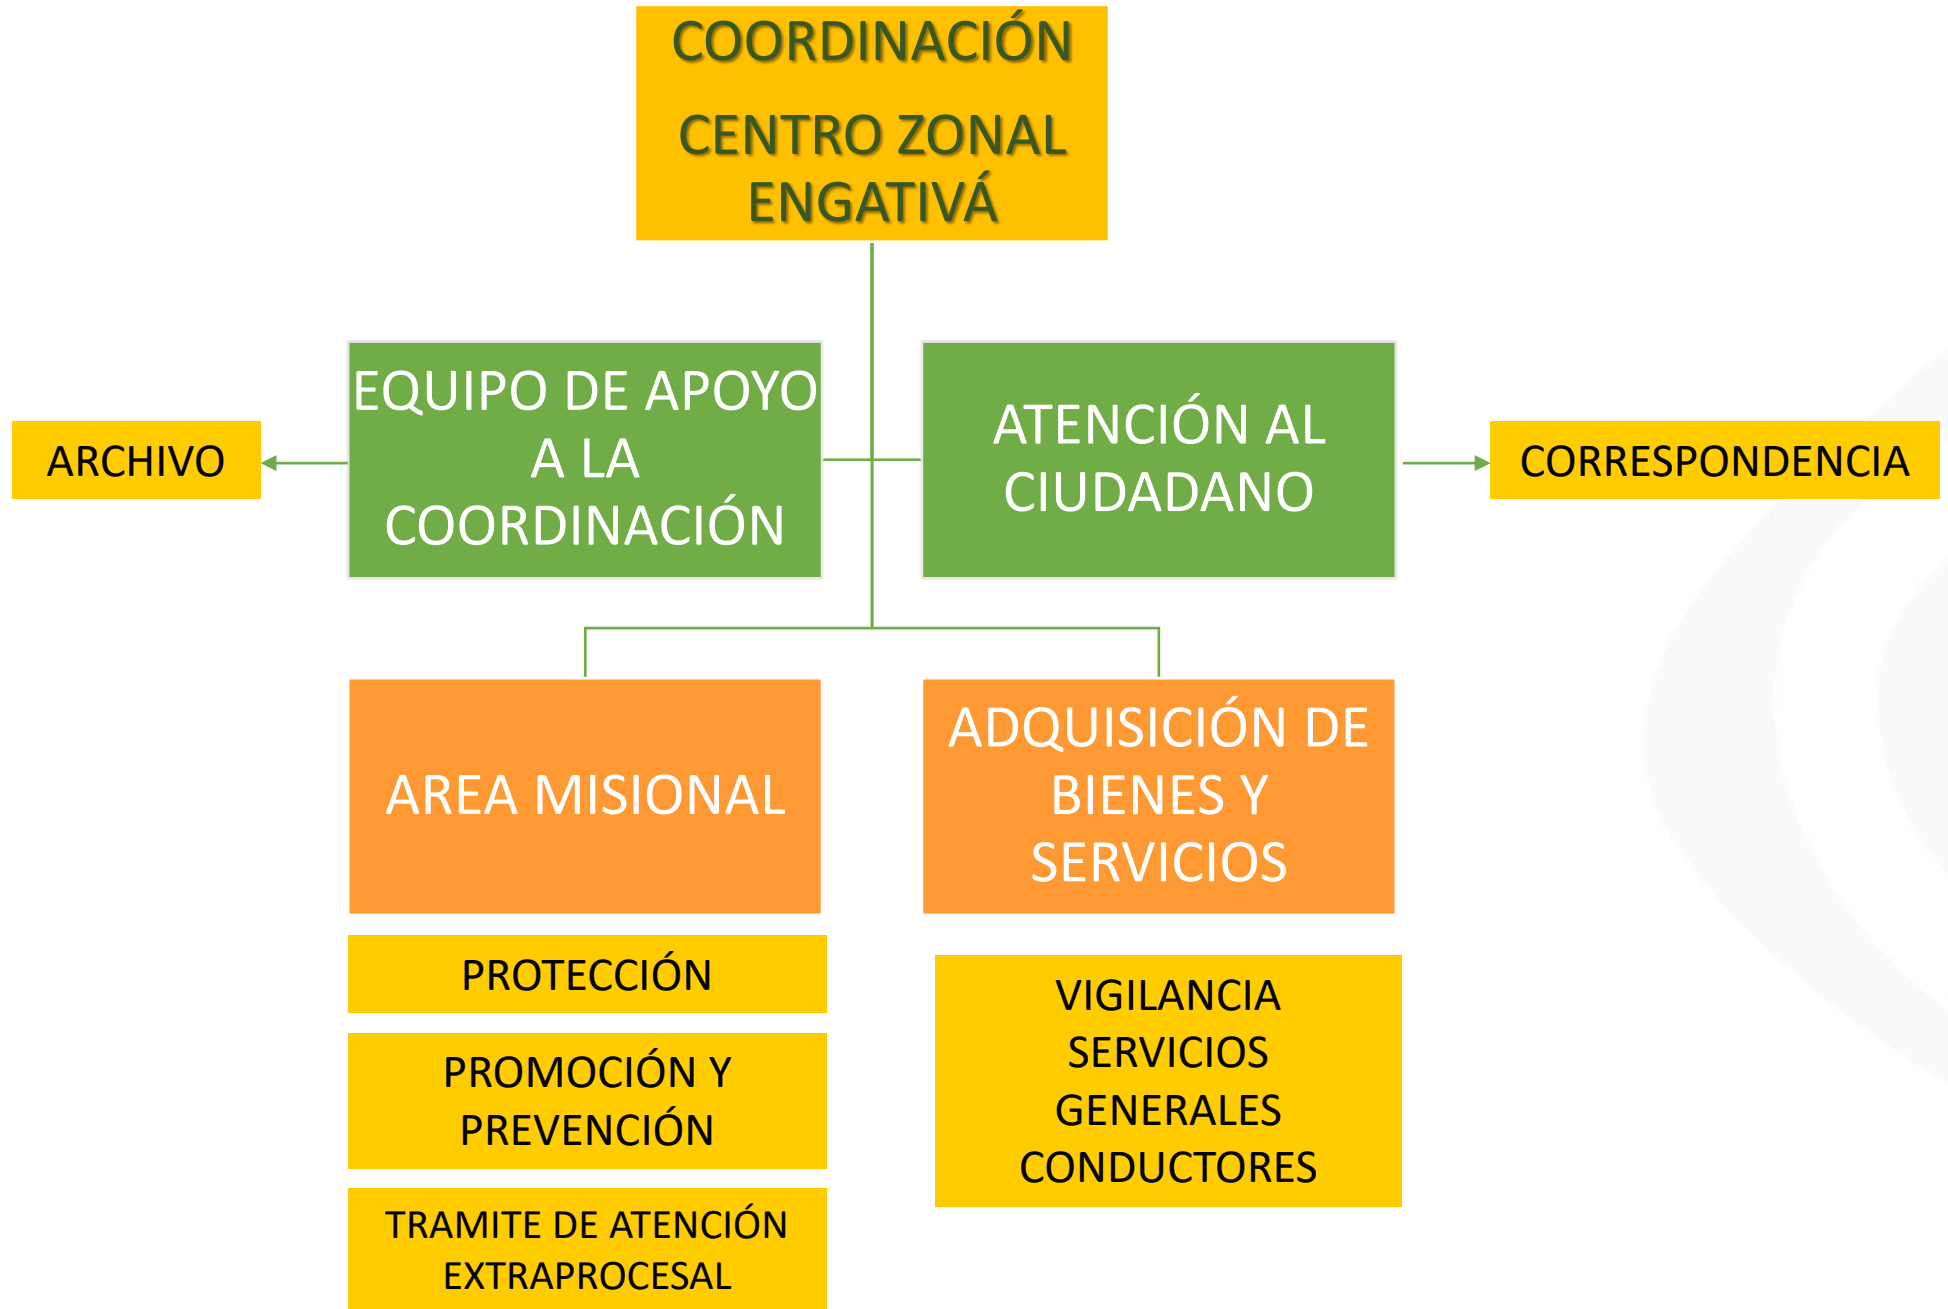 COORDINACIÓN
CENTRO ZONAL
ENGATIVÁ
EQUIPO DE APOYO
A LA
COORDINACIÓN
ATENCIÓN AL
CIUDADANO
ARCHIVO
CORRESPONDENCIA
AREA MISIONAL
ADQUISICIÓN DE
BIENES Y
SERVICIOS
PROTECCIÓN
PROMOCIÓN Y
PREVENCIÓN
TRAMITE DE ATENCIÓN
EXTRAPROCESAL
VIGILANCIA
SERVICIOS
GENERALES
CONDUCTORES